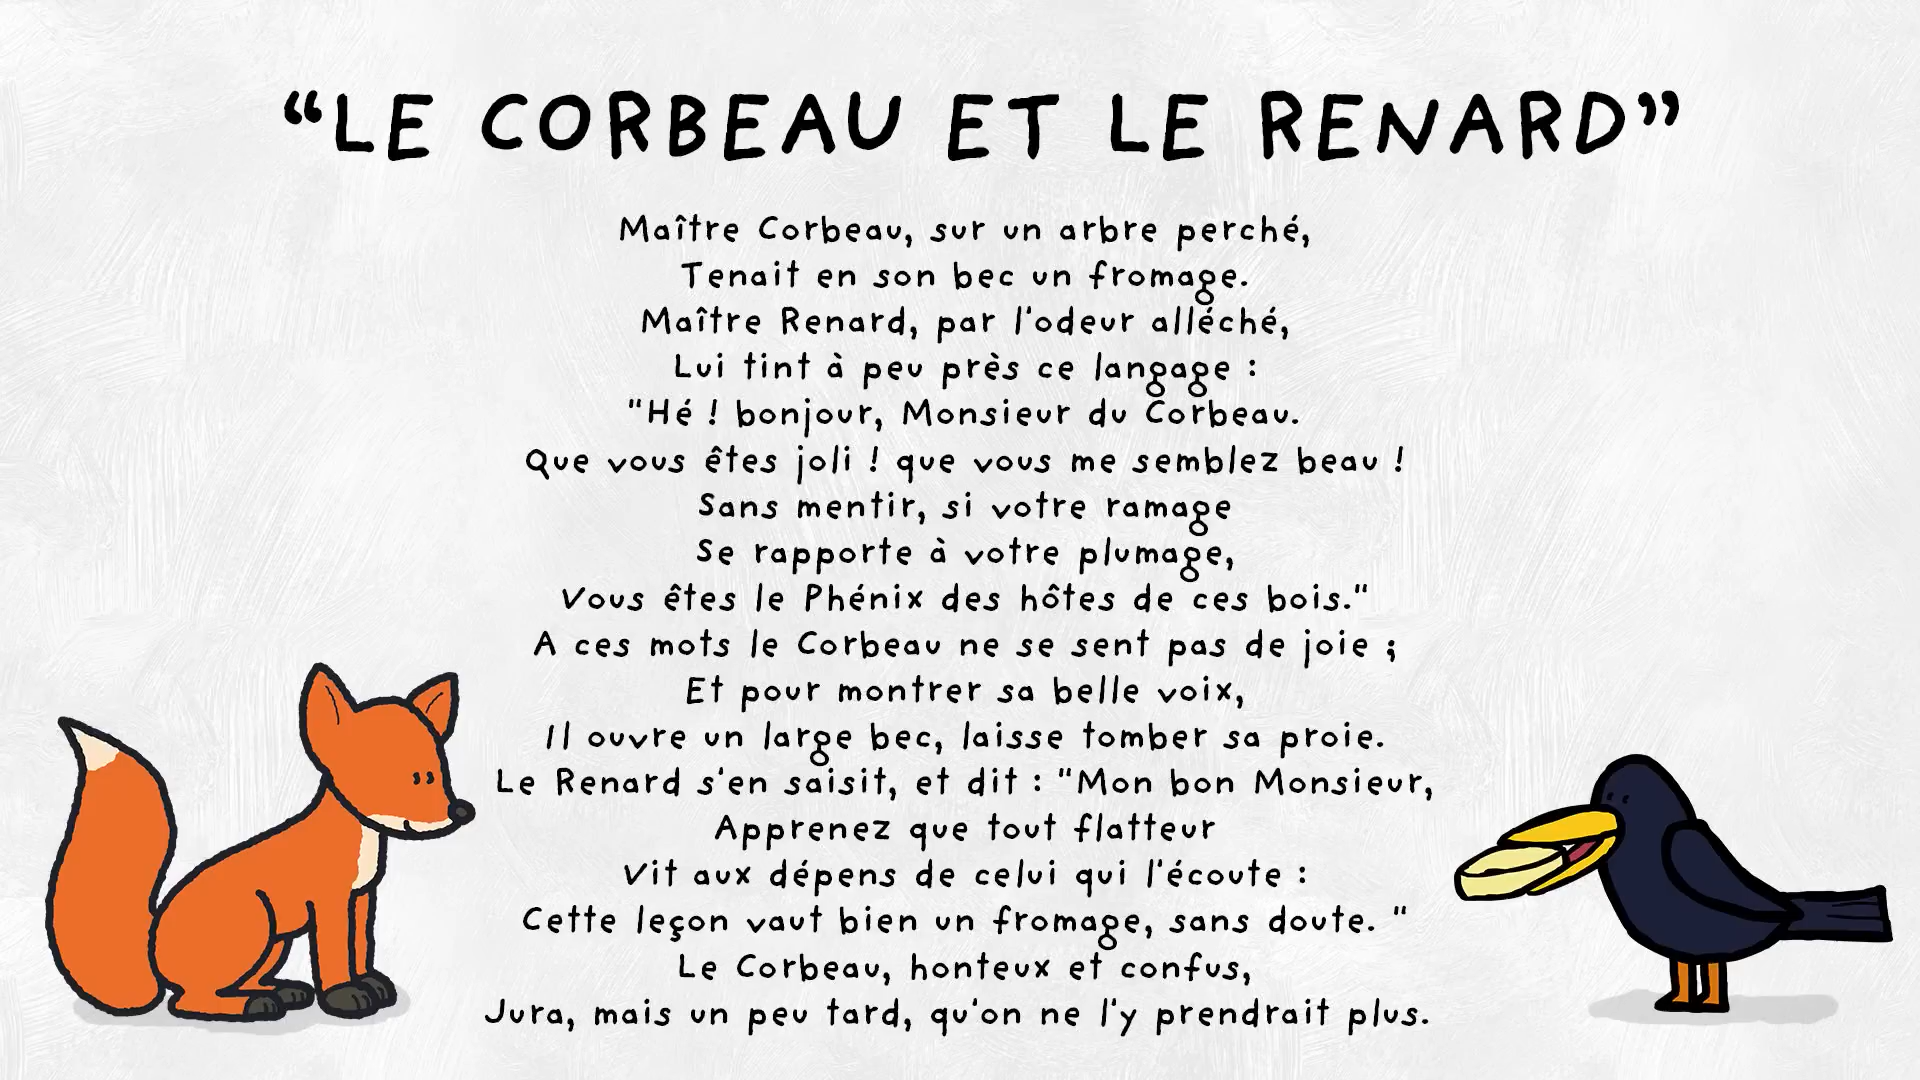 “LE CORBEAU ET LE RENARD”
Maître Corbeau, sur un arbre perché,
Tenait en son bec un fromage.
Maître Renard, par l'odeur alléché,
Lui tint à peu près ce langage :
"Hé ! bonjour, Monsieur du Corbeau.
Que vous êtes joli ! que vous me semblez beau !
Sans mentir, si votre ramage
Se rapporte à votre plumage,
Vous êtes le Phénix des hôtes de ces bois."
A ces mots le Corbeau ne se sent pas de joie ;
Et pour montrer sa belle voix,
Il ouvre un large bec, laisse tomber sa proie.
Le Renard s'en saisit, et dit : "Mon bon Monsieur,
Apprenez que tout flatteur
Vit aux dépens de celui qui l'écoute :
Cette leçon vaut bien un fromage, sans doute. "
Le Corbeau, honteux et confus,
Jura, mais un peu tard, qu'on ne l'y prendrait plus.